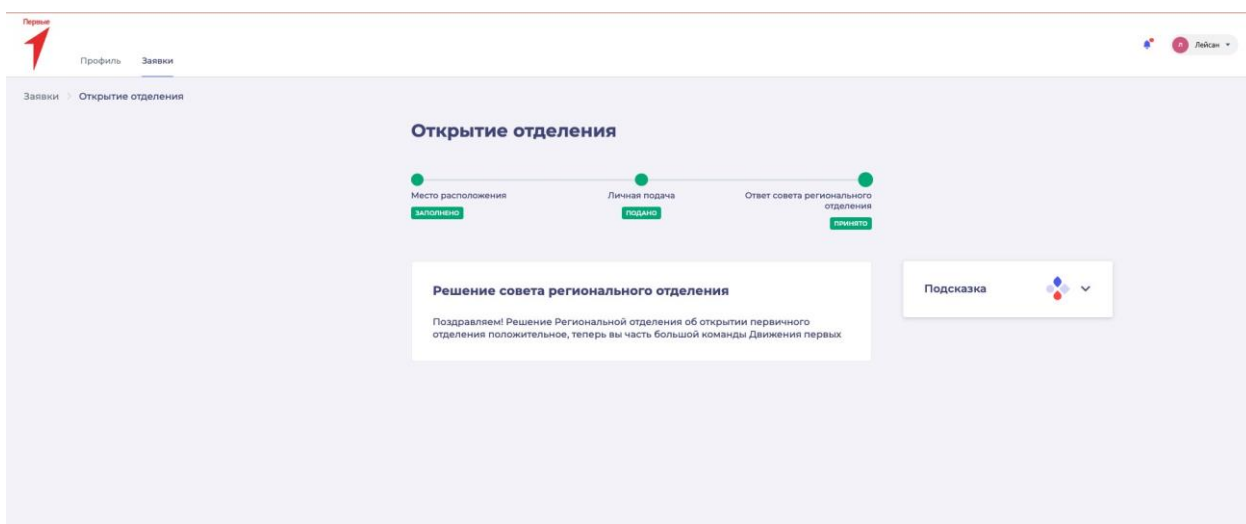 Первые
Профиль Заявки
Л Лейсан
Заявки Открытие отделения
Открытие отделения
Место расположения
ЗАПОЛНЕНО
Личная подача
ПОДАНО
Ответ совета регионального
отделения
ПРИНЯТО
Решение совета регионального отделения
Поздравляем! Решение Региональной отделения об открытии первичного
отделения положительное, теперь вы часть большой команды Движения первых
Подсказка